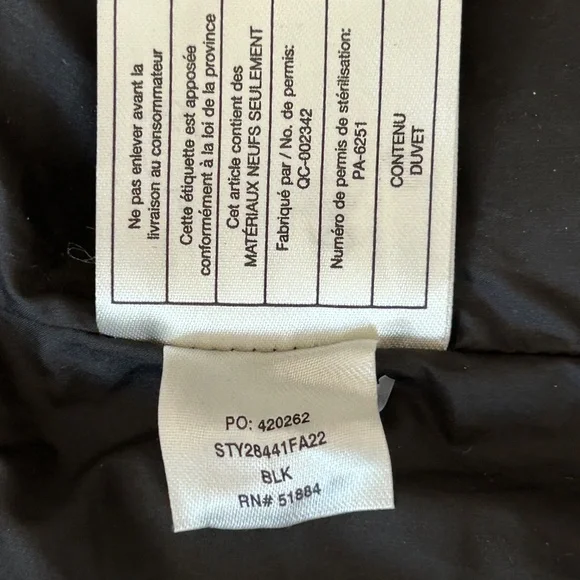 Ne pas enlever avant la
livraison au consommateur
Cette étiquette est apposée
conformément à la loi de la province
Cet article contient des
MATÉRIAUX NEUFS SEULEMENT
Fabriqué par / No. de permis:
QC-002342
Numéro de permis de stérilisation:
PA-6251
CONTENU
DUVET
PO: 420262
STY28441FA22
BLK
RN# 51884